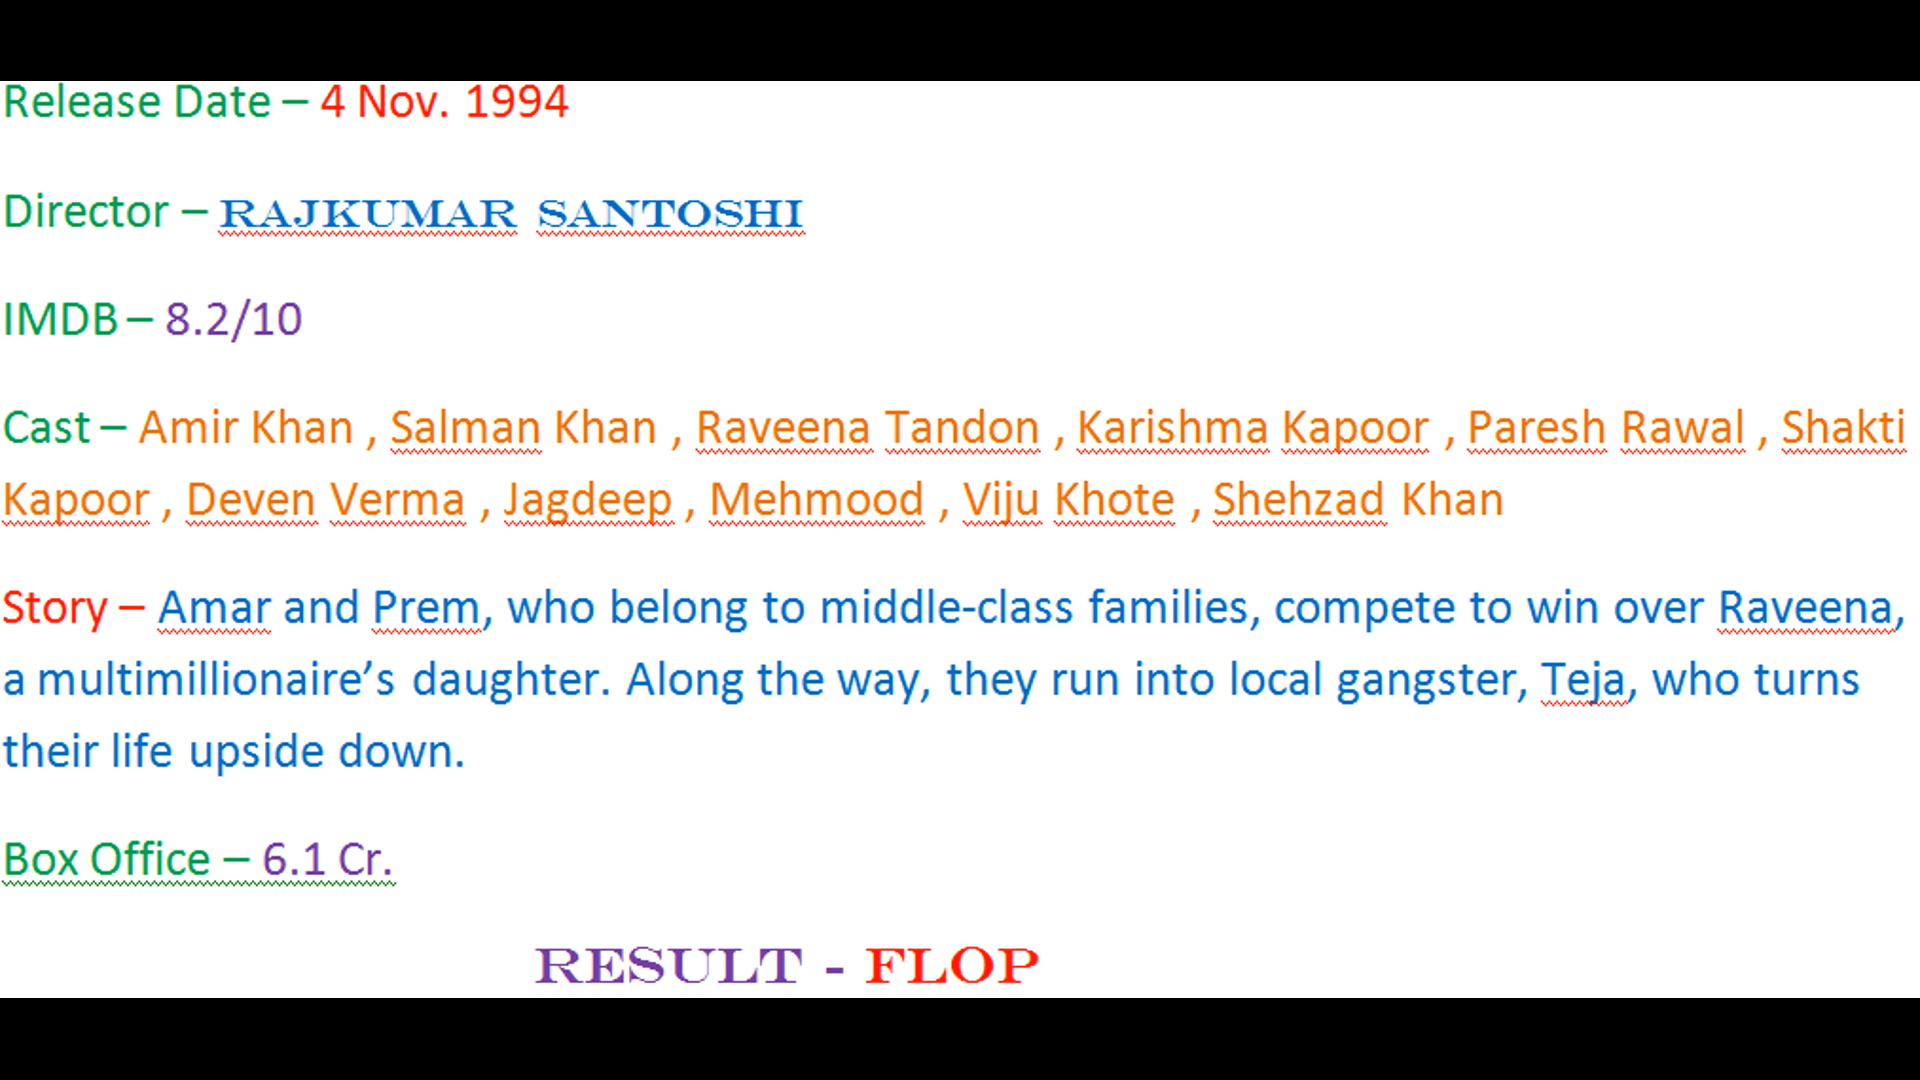 Release Date – 4 Nov. 1994
Director – RAJKUMAR SANTOSHI
IMDB – 8.2/10
Cast – Amir Khan , Salman Khan , Raveena Tandon , Karishma Kapoor , Paresh Rawal , Shakti
Kapoor , Deven Verma , Jagdeep , Mehmood , Viju Khote , Shehzad Khan
Story – Amar and Prem, who belong to middle-class families, compete to win over Raveena,
a multimillionaire’s daughter. Along the way, they run into local gangster, Teja, who turns
their life upside down.
Box Office – 6.1 Cr.
RESULT - FLOP